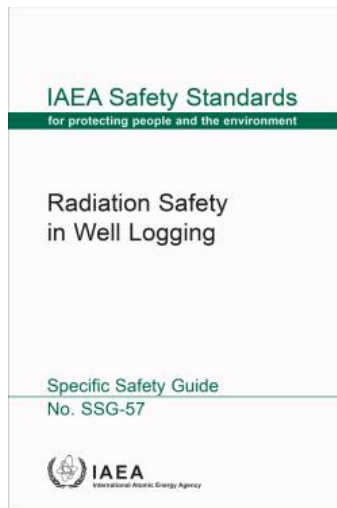 IAEA Safety Standards
for protecting people and the environment
Radiation Safety
in Well Logging
Specific Safety Guide
No. SSG-57
IAEA
International Atomic Energy Agency